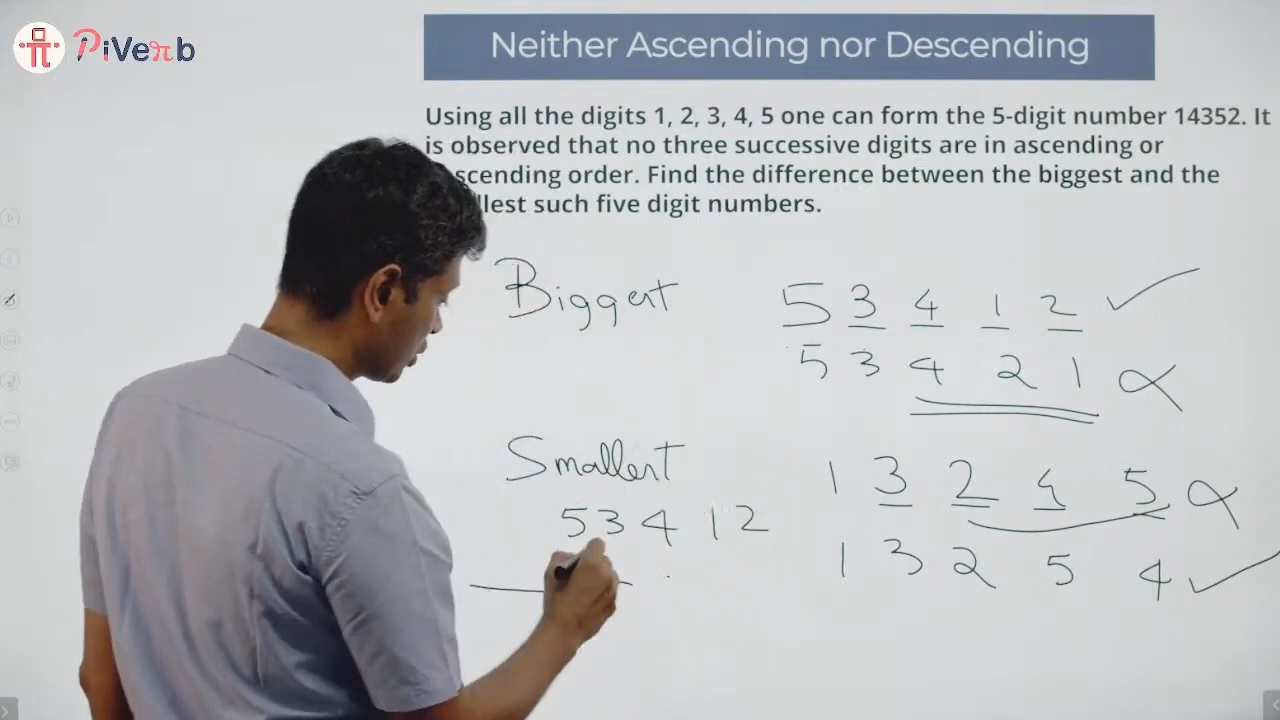 PiVerb
Neither Ascending nor Descending
Using all the digits 1, 2, 3, 4, 5 one can form the 5-digit number 14352. It
is observed that no three successive digits are in ascending or
scending order. Find the difference between the biggest and the
llest such five digit numbers.
Biggest 5 3 4 1 2 ✓
5 3 4 2 1
Smallest 1 3 2 4 5
5 3 4 1 2
1 3 2 5 4 ✓